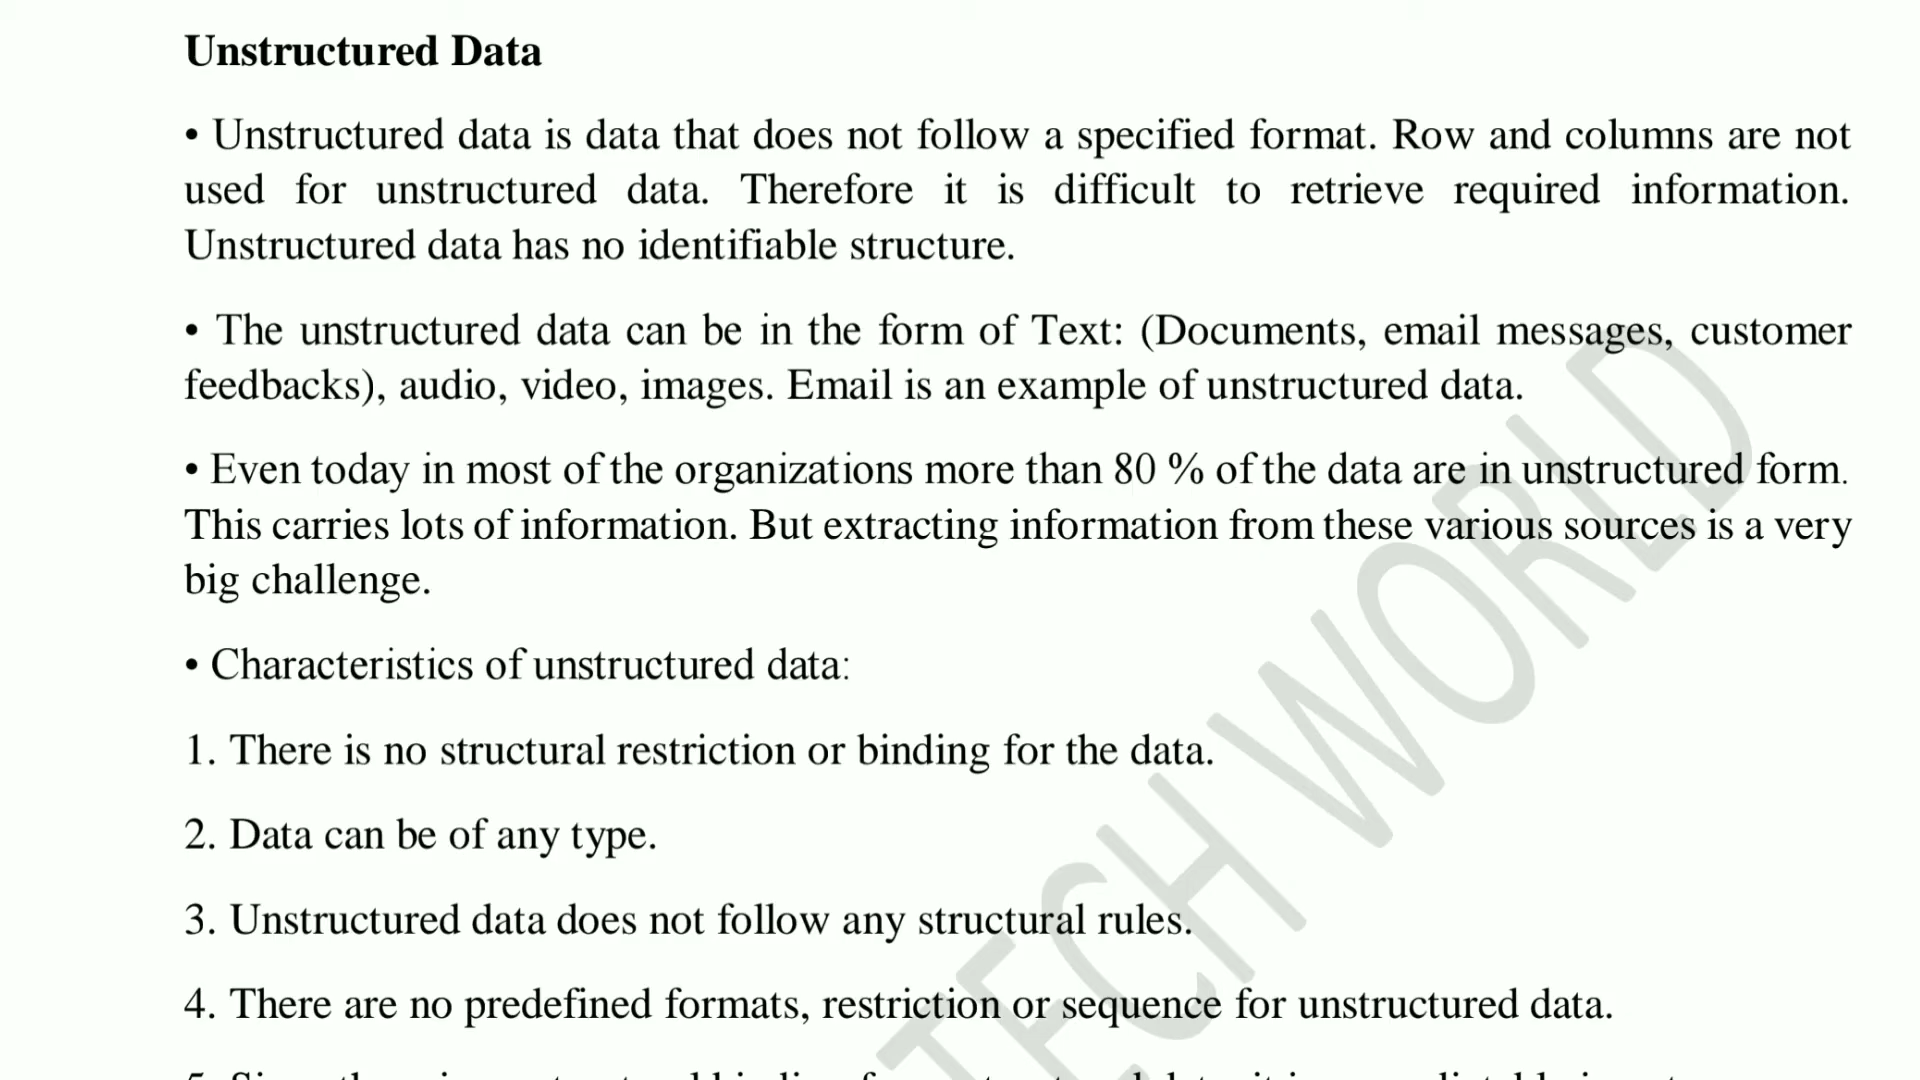 Unstructured Data
• Unstructured data is data that does not follow a specified format. Row and columns are not
used for unstructured data. Therefore it is difficult to retrieve required information.
Unstructured data has no identifiable structure.
• The unstructured data can be in the form of Text: (Documents, email messages, customer
feedbacks), audio, video, images. Email is an example of unstructured data.
• Even today in most of the organizations more than 80 % of the data are in unstructured form.
This carries lots of information. But extracting information from these various sources is a very
big challenge.
• Characteristics of unstructured data:
1. There is no structural restriction or binding for the data.
2. Data can be of any type.
3. Unstructured data does not follow any structural rules.
4. There are no predefined formats, restriction or sequence for unstructured data.
TECH WORLD